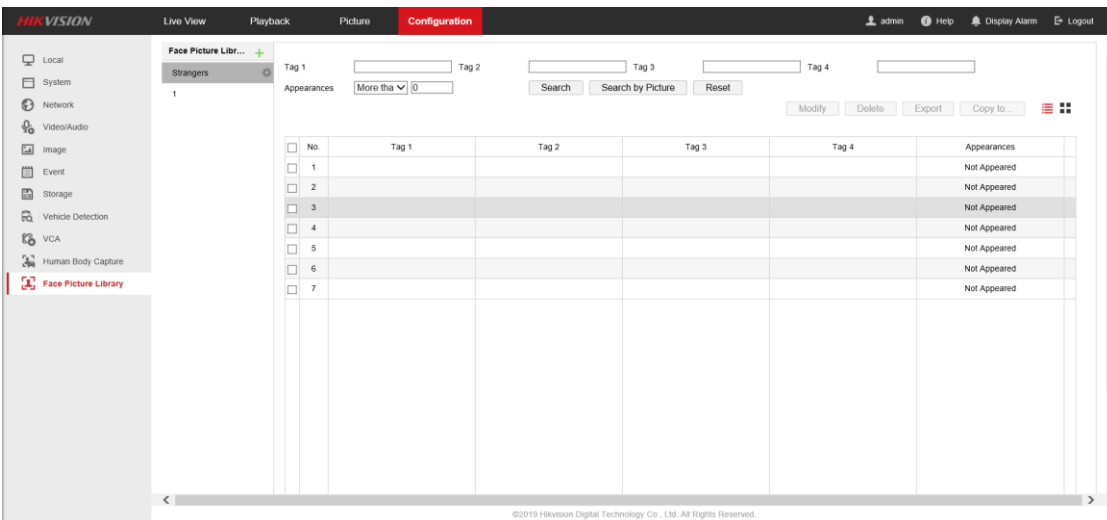 HIKVISION Live View Playback Picture Configuration admin Help Display Alarm Logout
Local
System
Network
Video/Audio
Image
Event
Storage
Vehicle Detection
VCA
Human Body Capture
Face Picture Library
Face Picture Libr... +
Strangers
1
Tag 1 Tag 2 Tag 3 Tag 4
Appearances More tha 0 Search Search by Picture Reset
Modify Delete Export Copy to...
No. Tag 1 Tag 2 Tag 3 Tag 4 Appearances
1 Not Appeared
2 Not Appeared
3 Not Appeared
4 Not Appeared
5 Not Appeared
6 Not Appeared
7 Not Appeared
©2019 Hikvision Digital Technology Co., Ltd. All Rights Reserved.